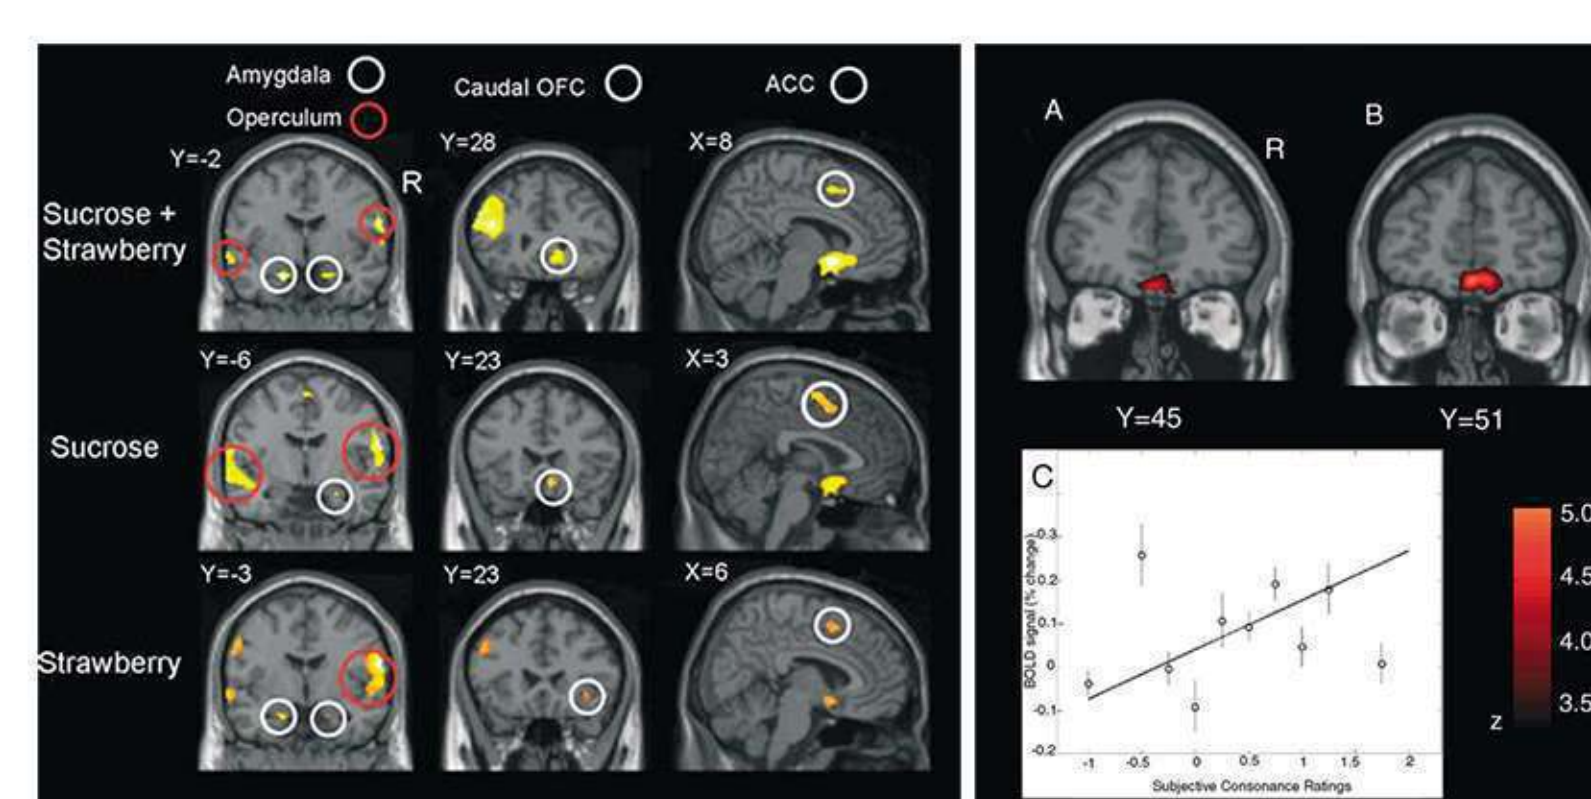 Amygdala
Operculum
Caudal OFC
ACC
Y=-2
R
Y=28
X=8
Sucrose +
Strawberry
Y=-6
Y=23
X=3
Sucrose
Y=-3
Y=23
X=6
Strawberry
A
R
B
Y=45
Y=51
C
BOLD signal (% change)
0.3
0.2
0.1
0
-0.1
-0.2
-1
-0.5
0
0.5
1
1.5
2
Subjective Consonance Ratings
5.0
4.5
4.0
3.5
z